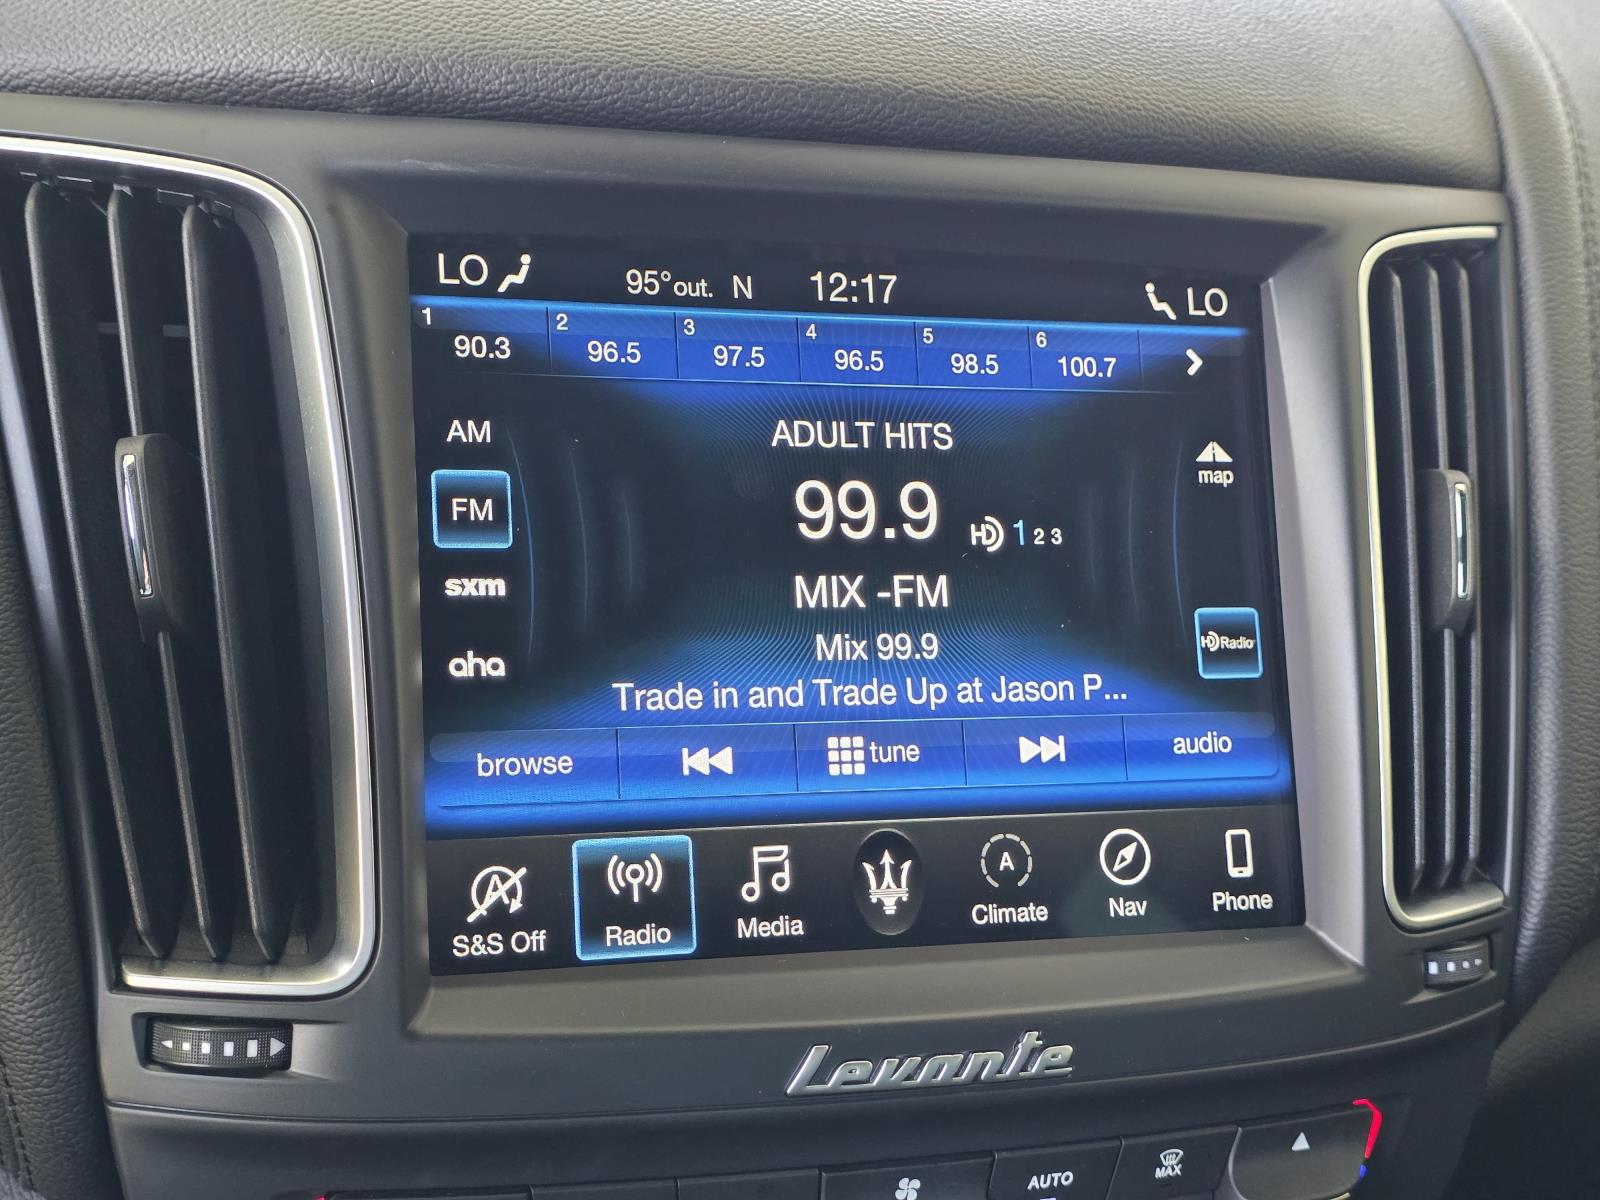 LO 95°out. N 12:17 LO
1 2 3 4 5 6
90.3 96.5 97.5 96.5 98.5 100.7
AM
FM
sxm
aha
ADULT HITS
99.9 HD 1 2 3
MIX -FM
Mix 99.9
Trade in and Trade Up at Jason P...
map
HD Radio
browse tune audio
S&S Off Radio Media A Climate Nav Phone
Levante
AUTO MAX